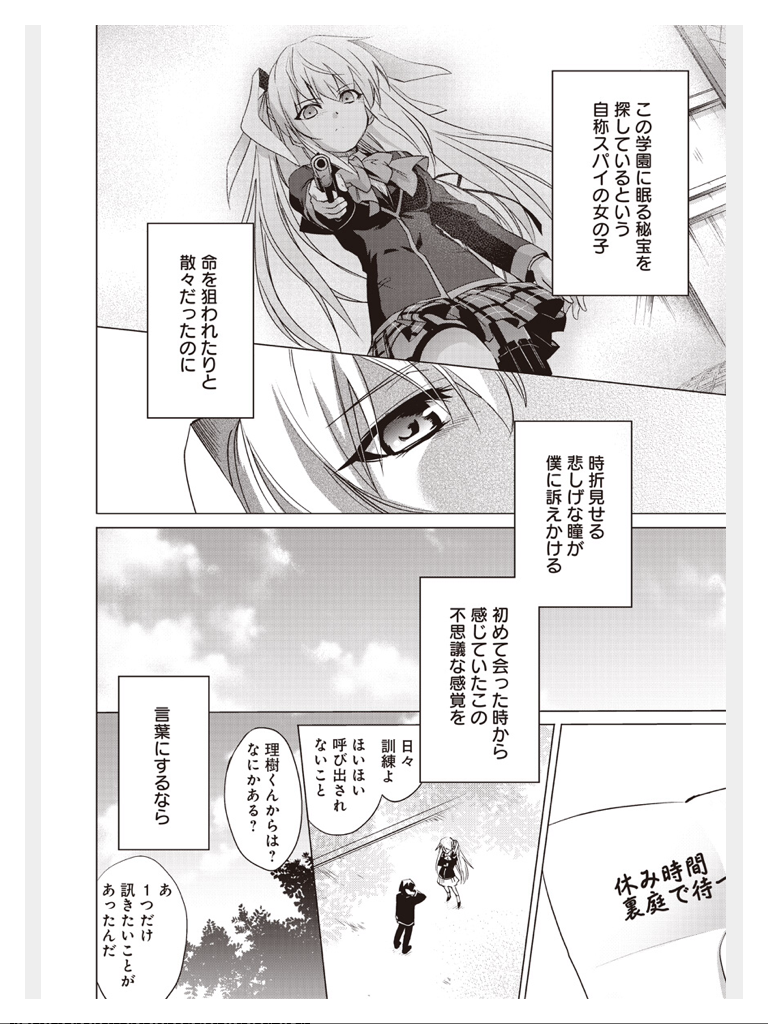 この学園に眠る秘宝を
探しているという
自称スパイの女の子
命を狙われたりと
散々だったのに
時折見せる
悲しげな瞳が
僕に訴えかける
初めて会った時から
感じていたこの
不思議な感覚を
言葉にするなら
休み時間
裏庭で待
日々
訓練よ
ほいほい
呼び出され
ないこと
理樹くんからは?
なにかある?
あ
1つだけ
訊きたいことが
あったんだ